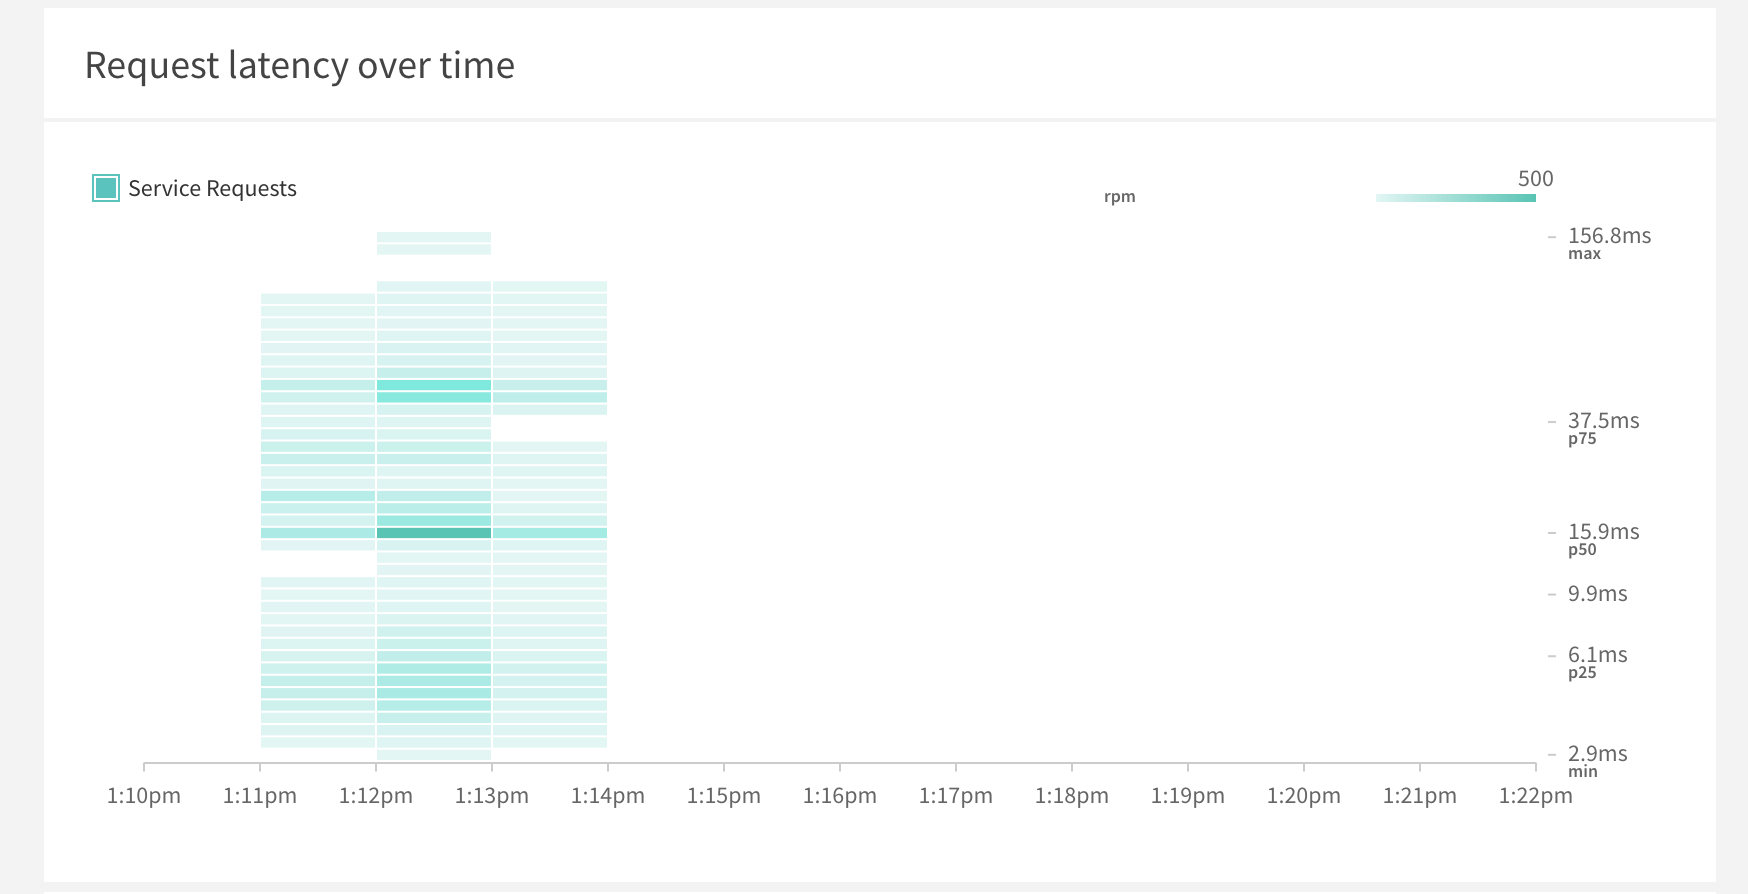 Request latency over time
Service Requests
rpm
500
156.8ms
max
37.5ms
p75
15.9ms
p50
9.9ms
6.1ms
p25
2.9ms
min
1:10pm 1:11pm 1:12pm 1:13pm 1:14pm 1:15pm 1:16pm 1:17pm 1:18pm 1:19pm 1:20pm 1:21pm 1:22pm